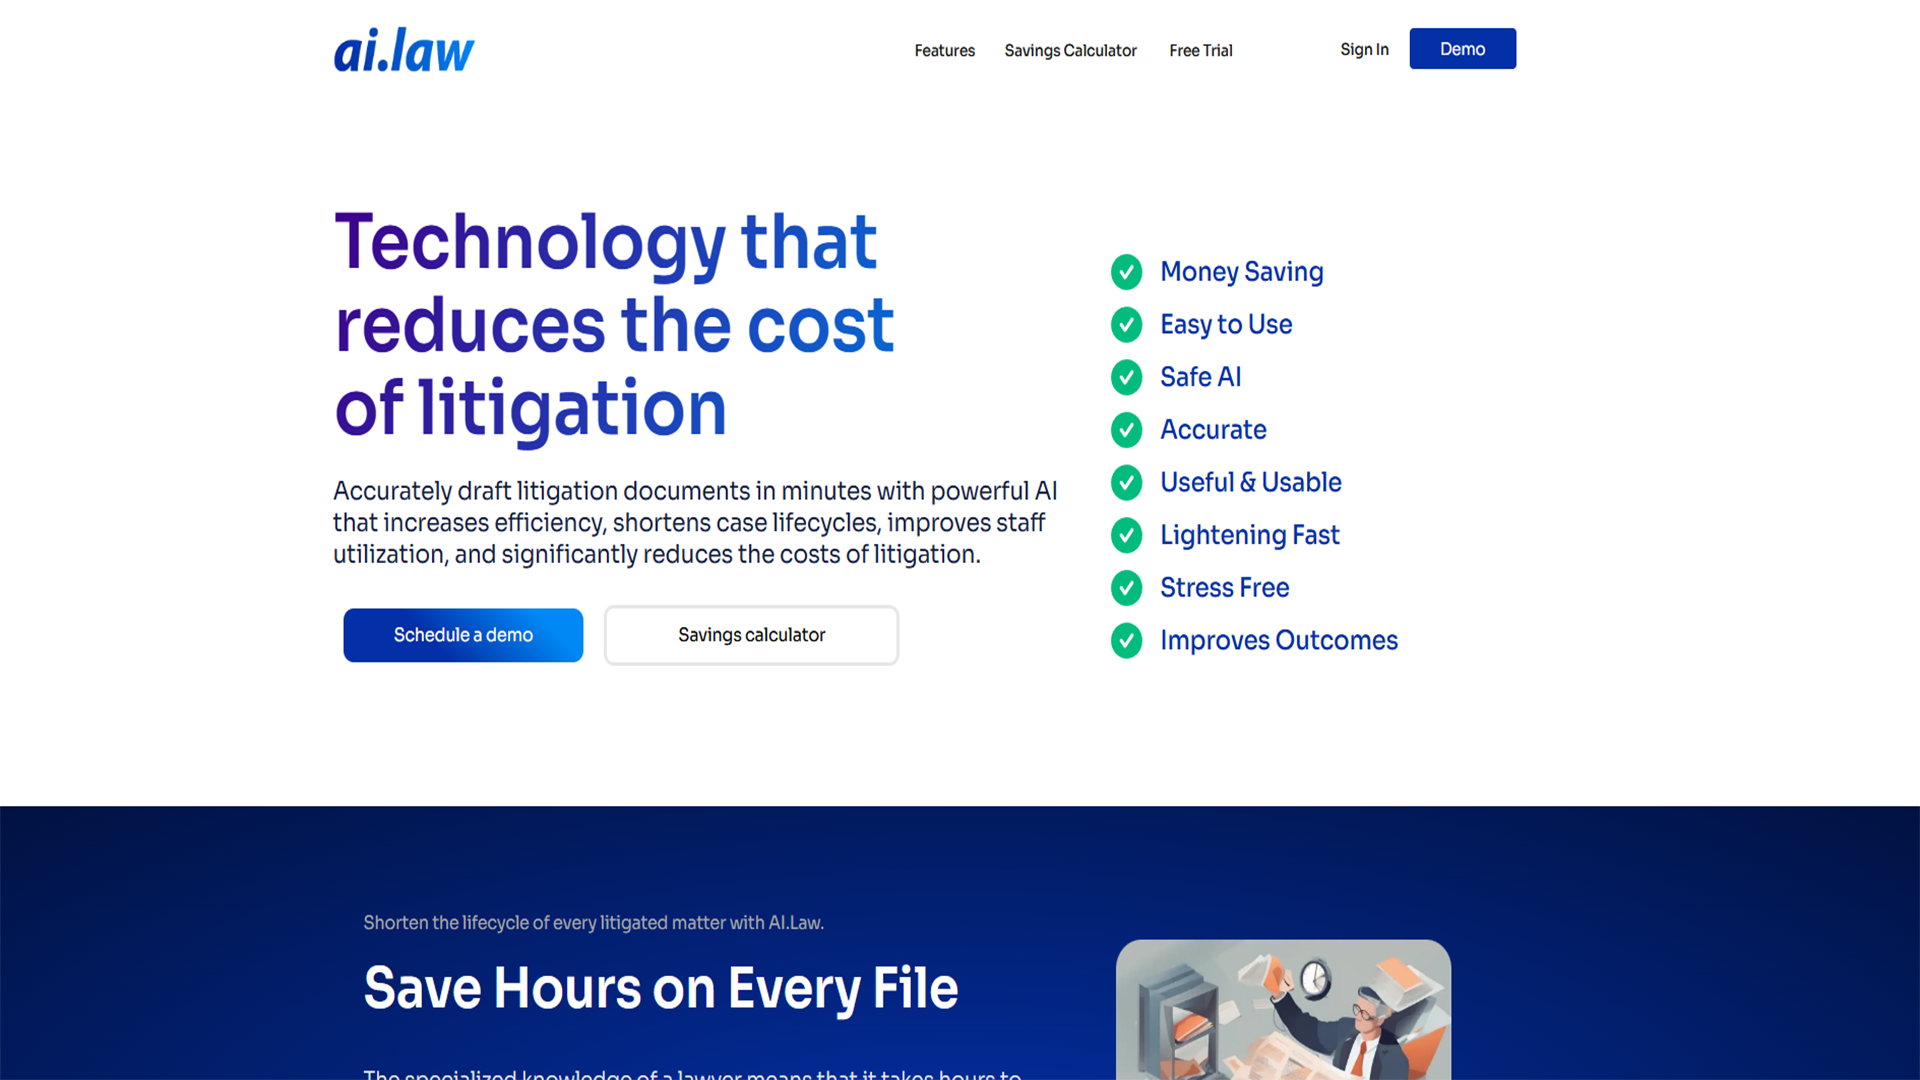 ai.law
Features
Savings Calculator
Free Trial
Sign In
Demo
Technology that
reduces the cost
of litigation
Accurately draft litigation documents in minutes with powerful AI
that increases efficiency, shortens case lifecycles, improves staff
utilization, and significantly reduces the costs of litigation.
Schedule a demo
Savings calculator
Money Saving
Easy to Use
Safe AI
Accurate
Useful & Usable
Lightening Fast
Stress Free
Improves Outcomes
Shorten the lifecycle of every litigated matter with AI.Law.
Save Hours on Every File
The specialized knowledge of a lawyer means that it takes hours to